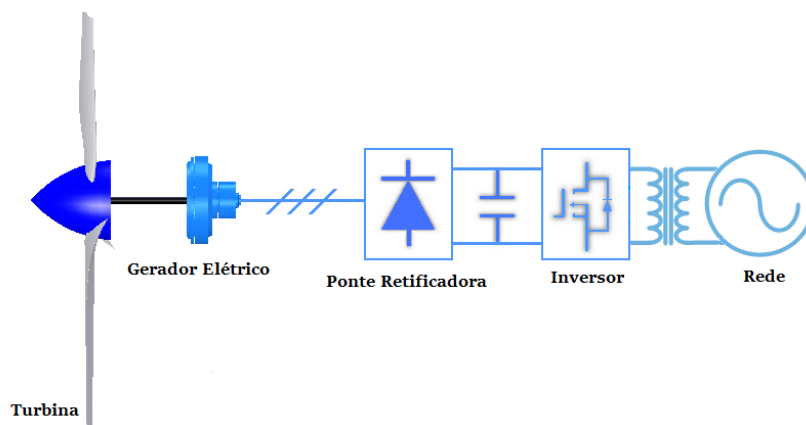 Gerador Elétrico
Ponte Retificadora
Inversor
Rede
Turbina